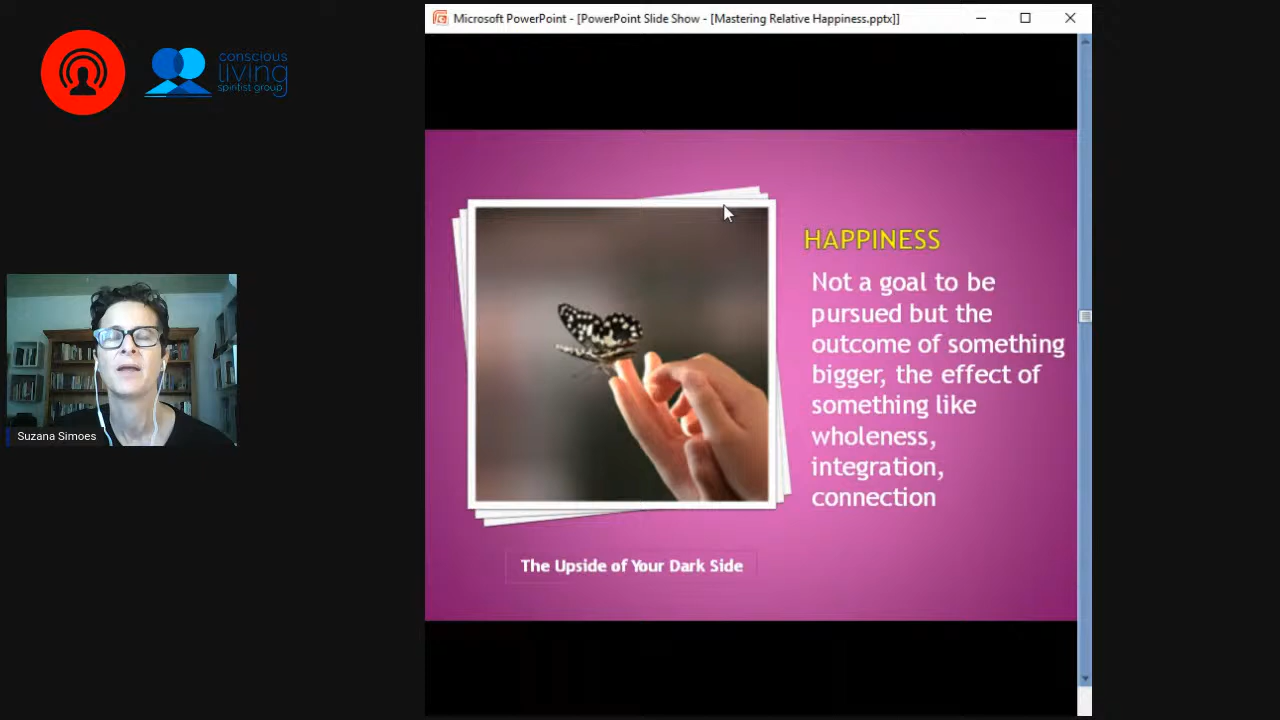 Microsoft PowerPoint - [PowerPoint Slide Show - [Mastering Relative Happiness.pptx]]
conscious
living
spiritist group
HAPPINESS
Not a goal to be
pursued but the
outcome of something
bigger, the effect of
something like
wholeness,
integration,
connection
Suzana Simoes
The Upside of Your Dark Side